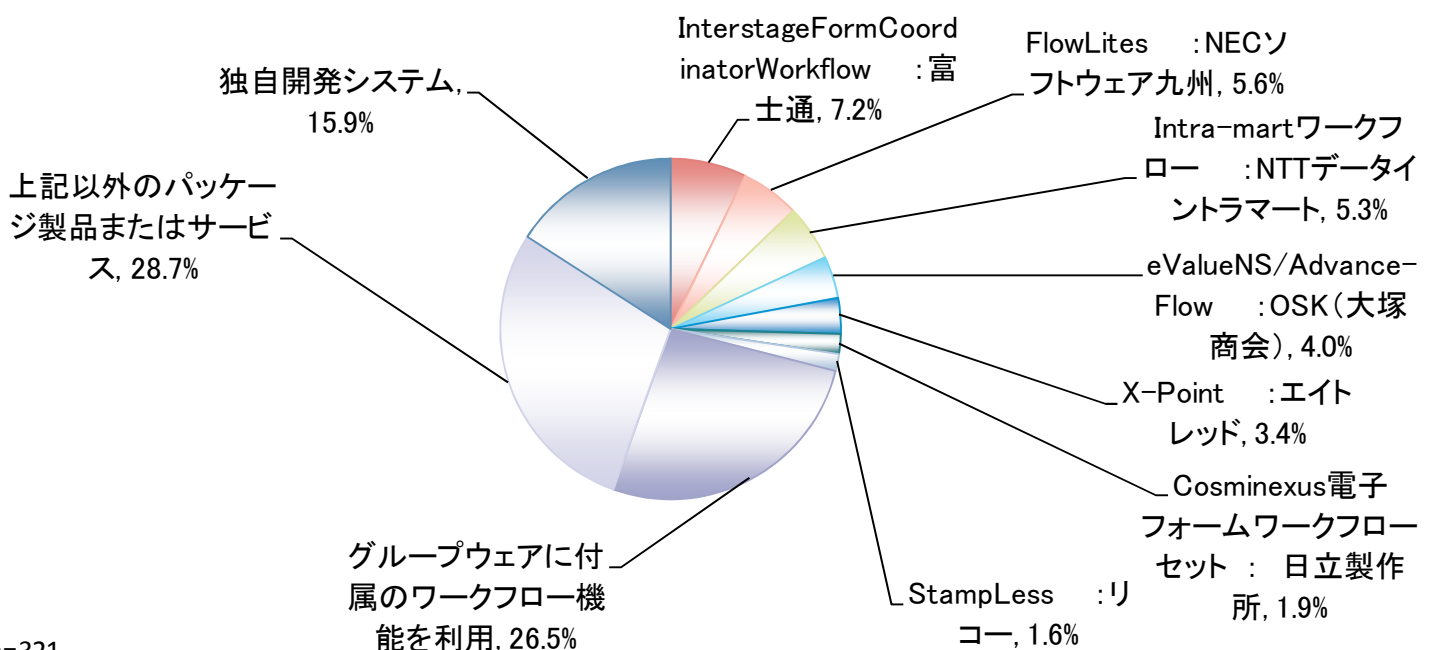 InterstageFormCoord
inatorWorkflow ：富
士通, 7.2%
FlowLites ：NECソ
フトウェア九州, 5.6%
Intra-martワークフ
ロー ：NTTデータイ
ントラマート, 5.3%
eValueNS/Advance-
Flow ：OSK（大塚
商会）, 4.0%
X-Point ：エイト
レッド, 3.4%
Cosminexus電子
フォームワークフロー
セット ： 日立製作
所, 1.9%
StampLess ：リ
コー, 1.6%
グループウェアに付
属のワークフロー機
能を利用, 26.5%
上記以外のパッケー
ジ製品またはサービ
ス, 28.7%
独自開発システム,
15.9%
=321